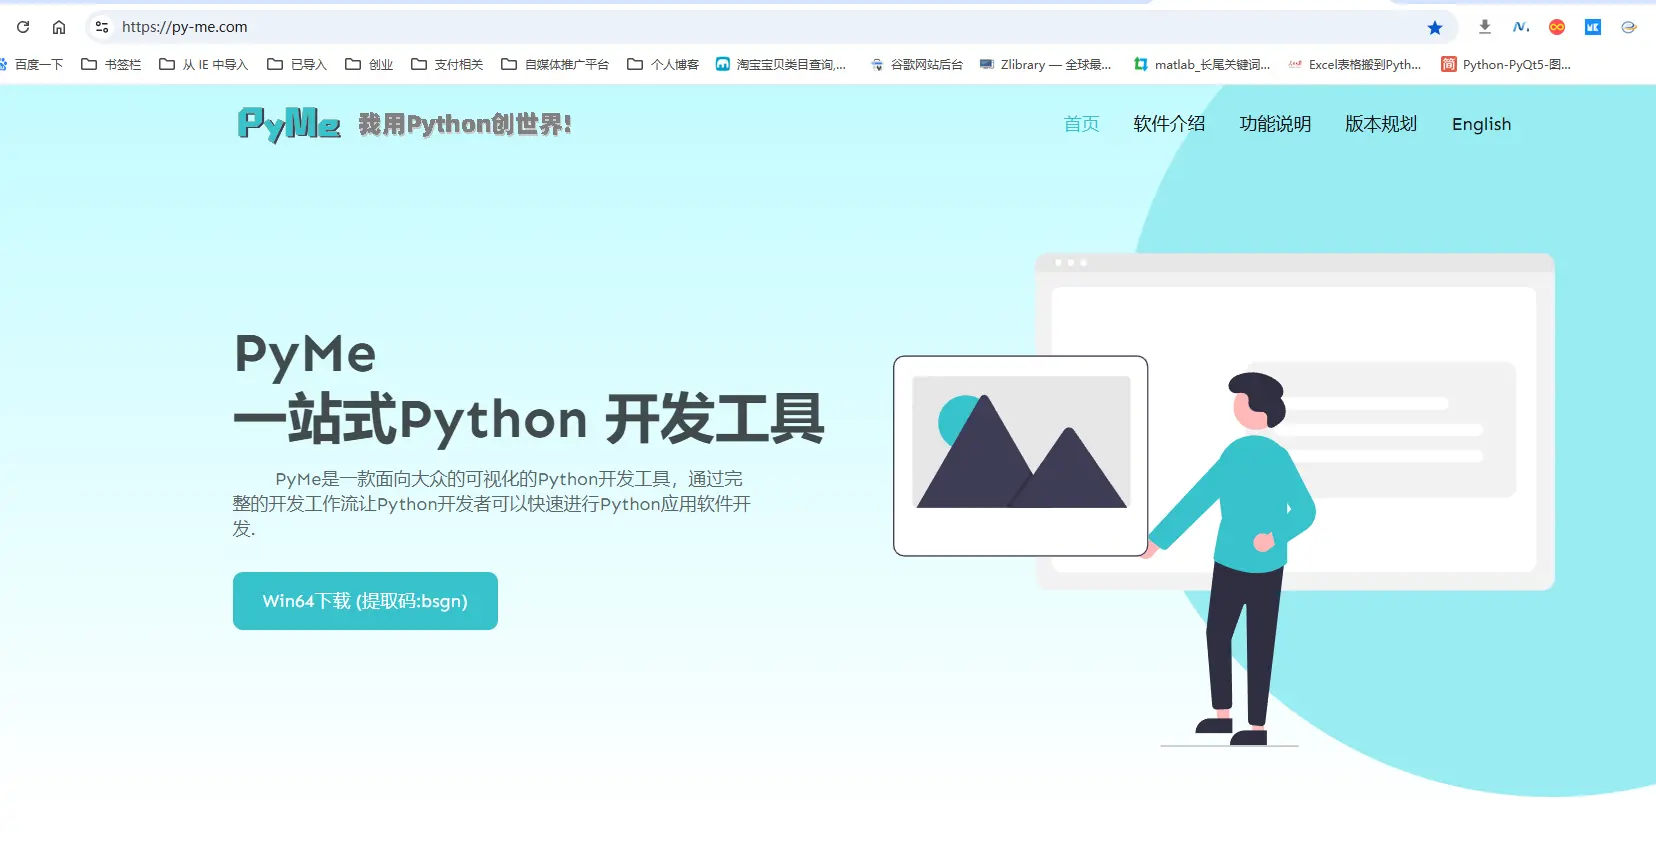 https://py-me.com
百度一下 书签栏 从 IE 中导入 已导入 创业 支付相关 自媒体推广平台 个人博客 淘宝宝贝类目查询,... 谷歌网站后台 Zlibrary — 全球最... matlab_长尾关键词... Excel表格搬到Pyth... 简 Python-PyQt5-图...
PyMe 我用Python创世界!
首页 软件介绍 功能说明 版本规划 English
PyMe
一站式Python 开发工具
PyMe是一款面向大众的可视化的Python开发工具，通过完
整的开发工作流让Python开发者可以快速进行Python应用软件开
发.
Win64下载 (提取码:bsgn)